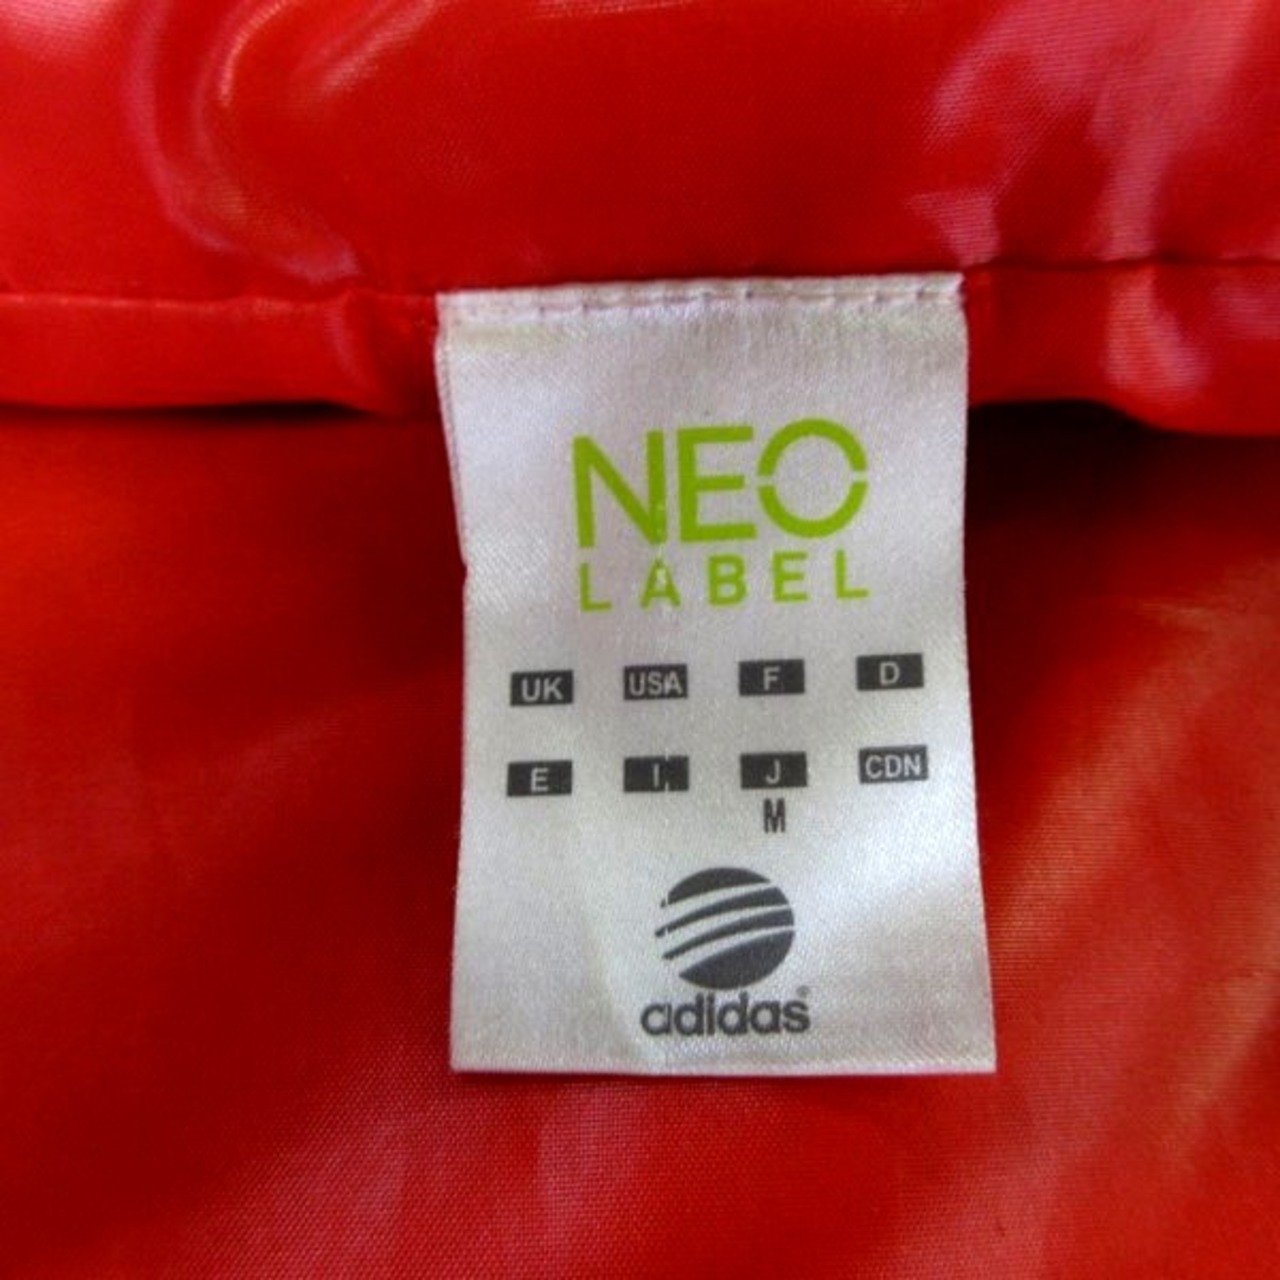 NEO
LABEL
UK USA F D
E I J CDN
M
adidas®